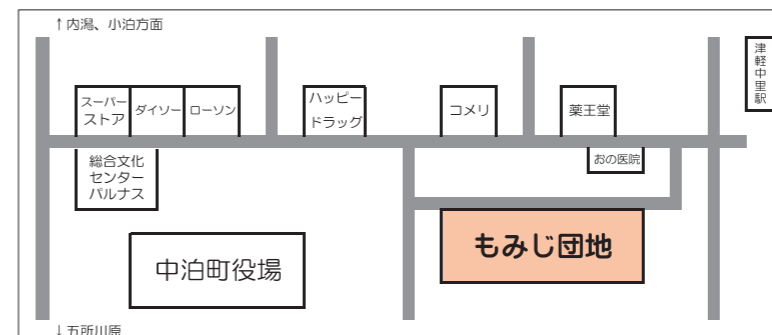 ↑内潟、小泊方面
津軽中里駅
スーパー
ストア
ダイソー
ローソン
ハッピー
ドラッグ
コメリ
薬王堂
総合文化
センター
パルナス
おの医院
もみじ団地
中泊町役場
↓五所川原